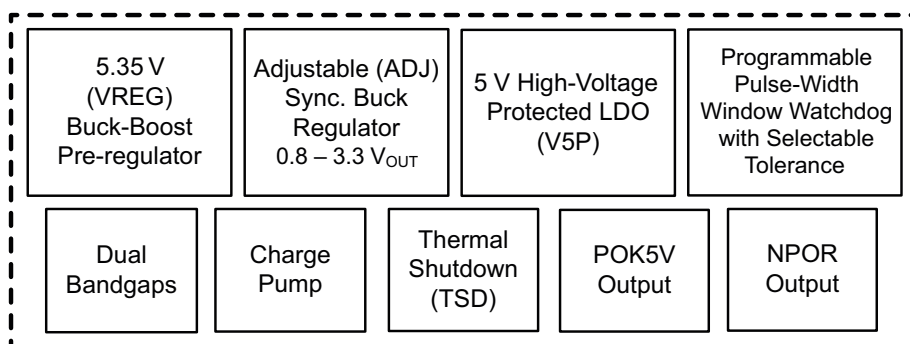 5.35 V
(VREG)
Buck-Boost
Pre-regulator
Adjustable (ADJ)
Sync. Buck
Regulator
0.8 – 3.3 VOUT
5 V High-Voltage
Protected LDO
(V5P)
Programmable
Pulse-Width
Window Watchdog
with Selectable
Tolerance
Dual
Bandgaps
Charge
Pump
Thermal
Shutdown
(TSD)
POK5V
Output
NPOR
Output